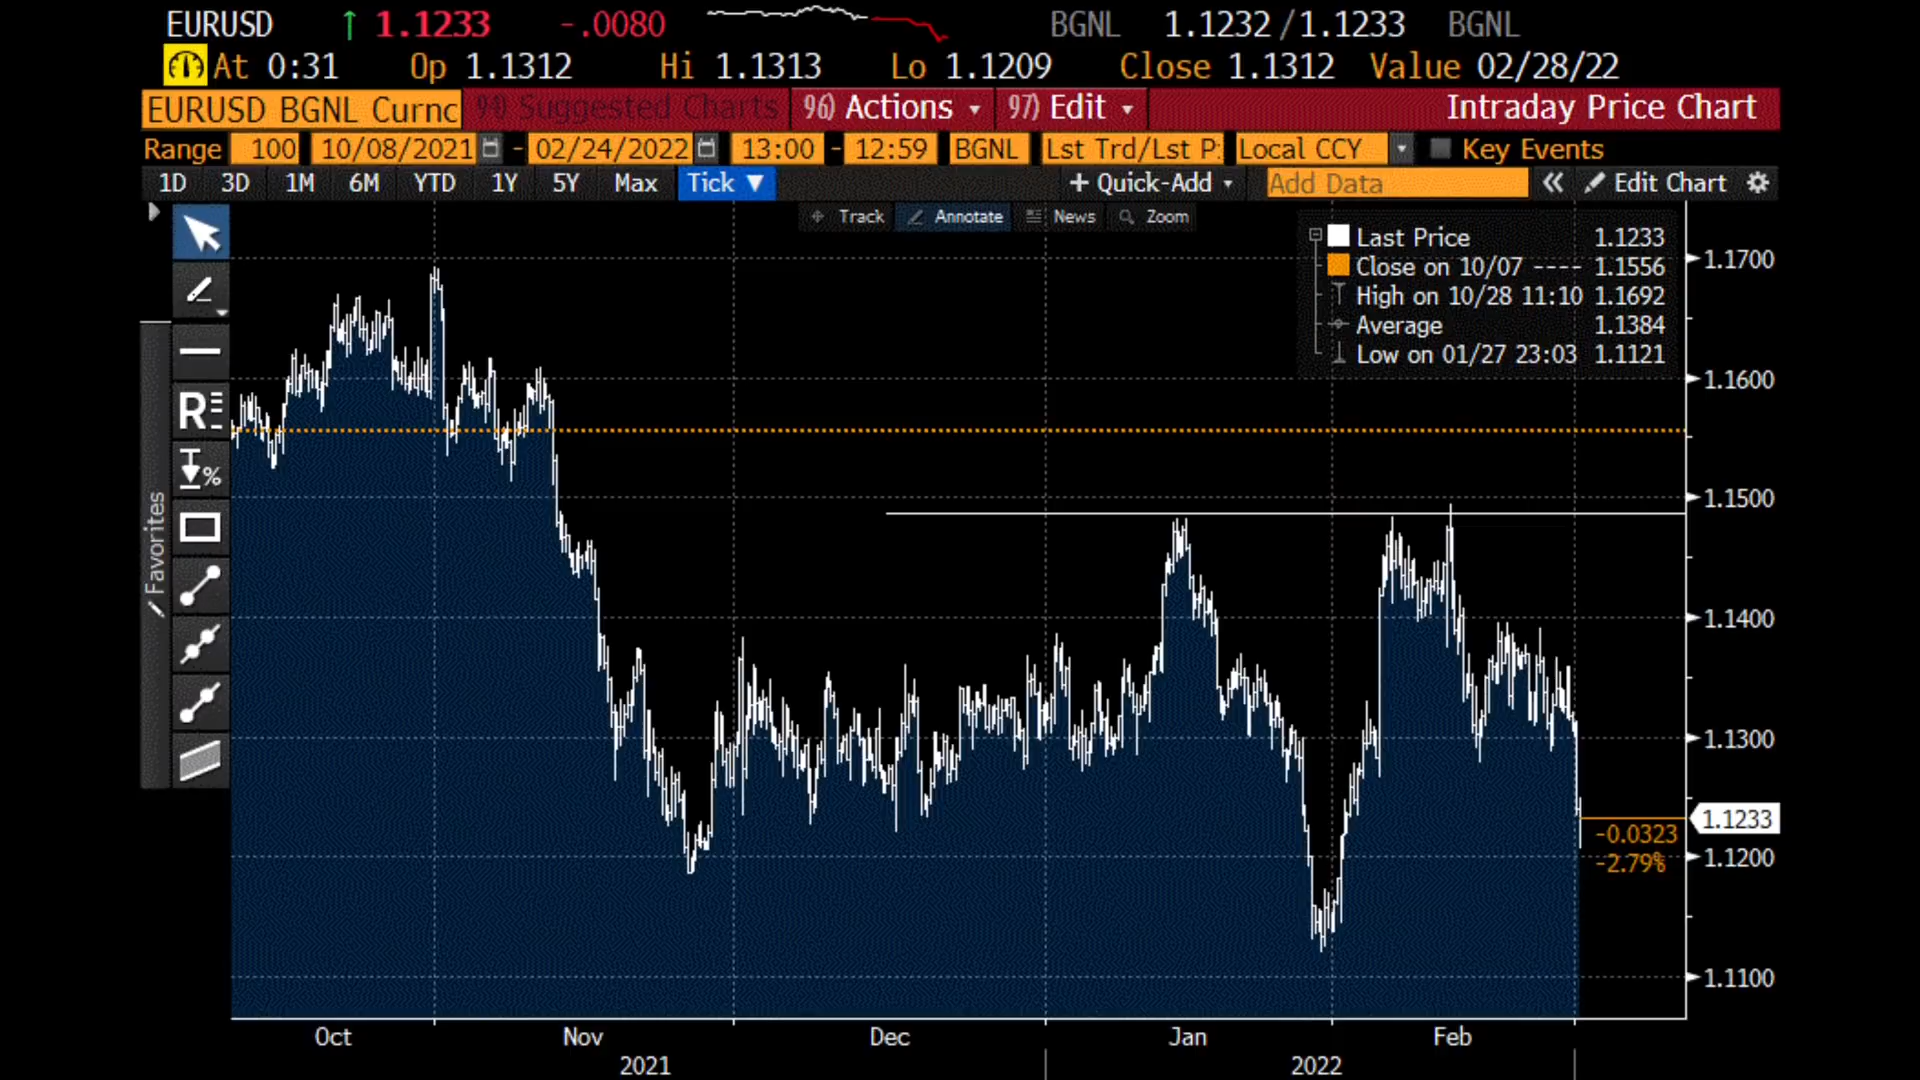 EURUSD ↑ 1.1233 -.0080 BGNL 1.1232/1.1233 BGNL
At 0:31 Op 1.1312 Hi 1.1313 Lo 1.1209 Close 1.1312 Value 02/28/22
EURUSD BGNL Curnc 98) Suggested Charts 96) Actions 97) Edit Intraday Price Chart
Range 100 10/08/2021 - 02/24/2022 13:00 - 12:59 BGNL Lst Trd/Lst P: Local CCY Key Events
1D 3D 1M 6M YTD 1Y 5Y Max Tick ▼ + Quick-Add Add Data « Edit Chart
Track Annotate News Zoom
Last Price 1.1233
Close on 10/07 ---- 1.1556
High on 10/28 11:10 1.1692
Average 1.1384
Low on 01/27 23:03 1.1121
R
%
Favorites
1.1700
1.1600
1.1500
1.1400
1.1300
1.1233
-0.0323
-2.79%
1.1200
1.1100
Oct Nov Dec Jan Feb
2021 2022